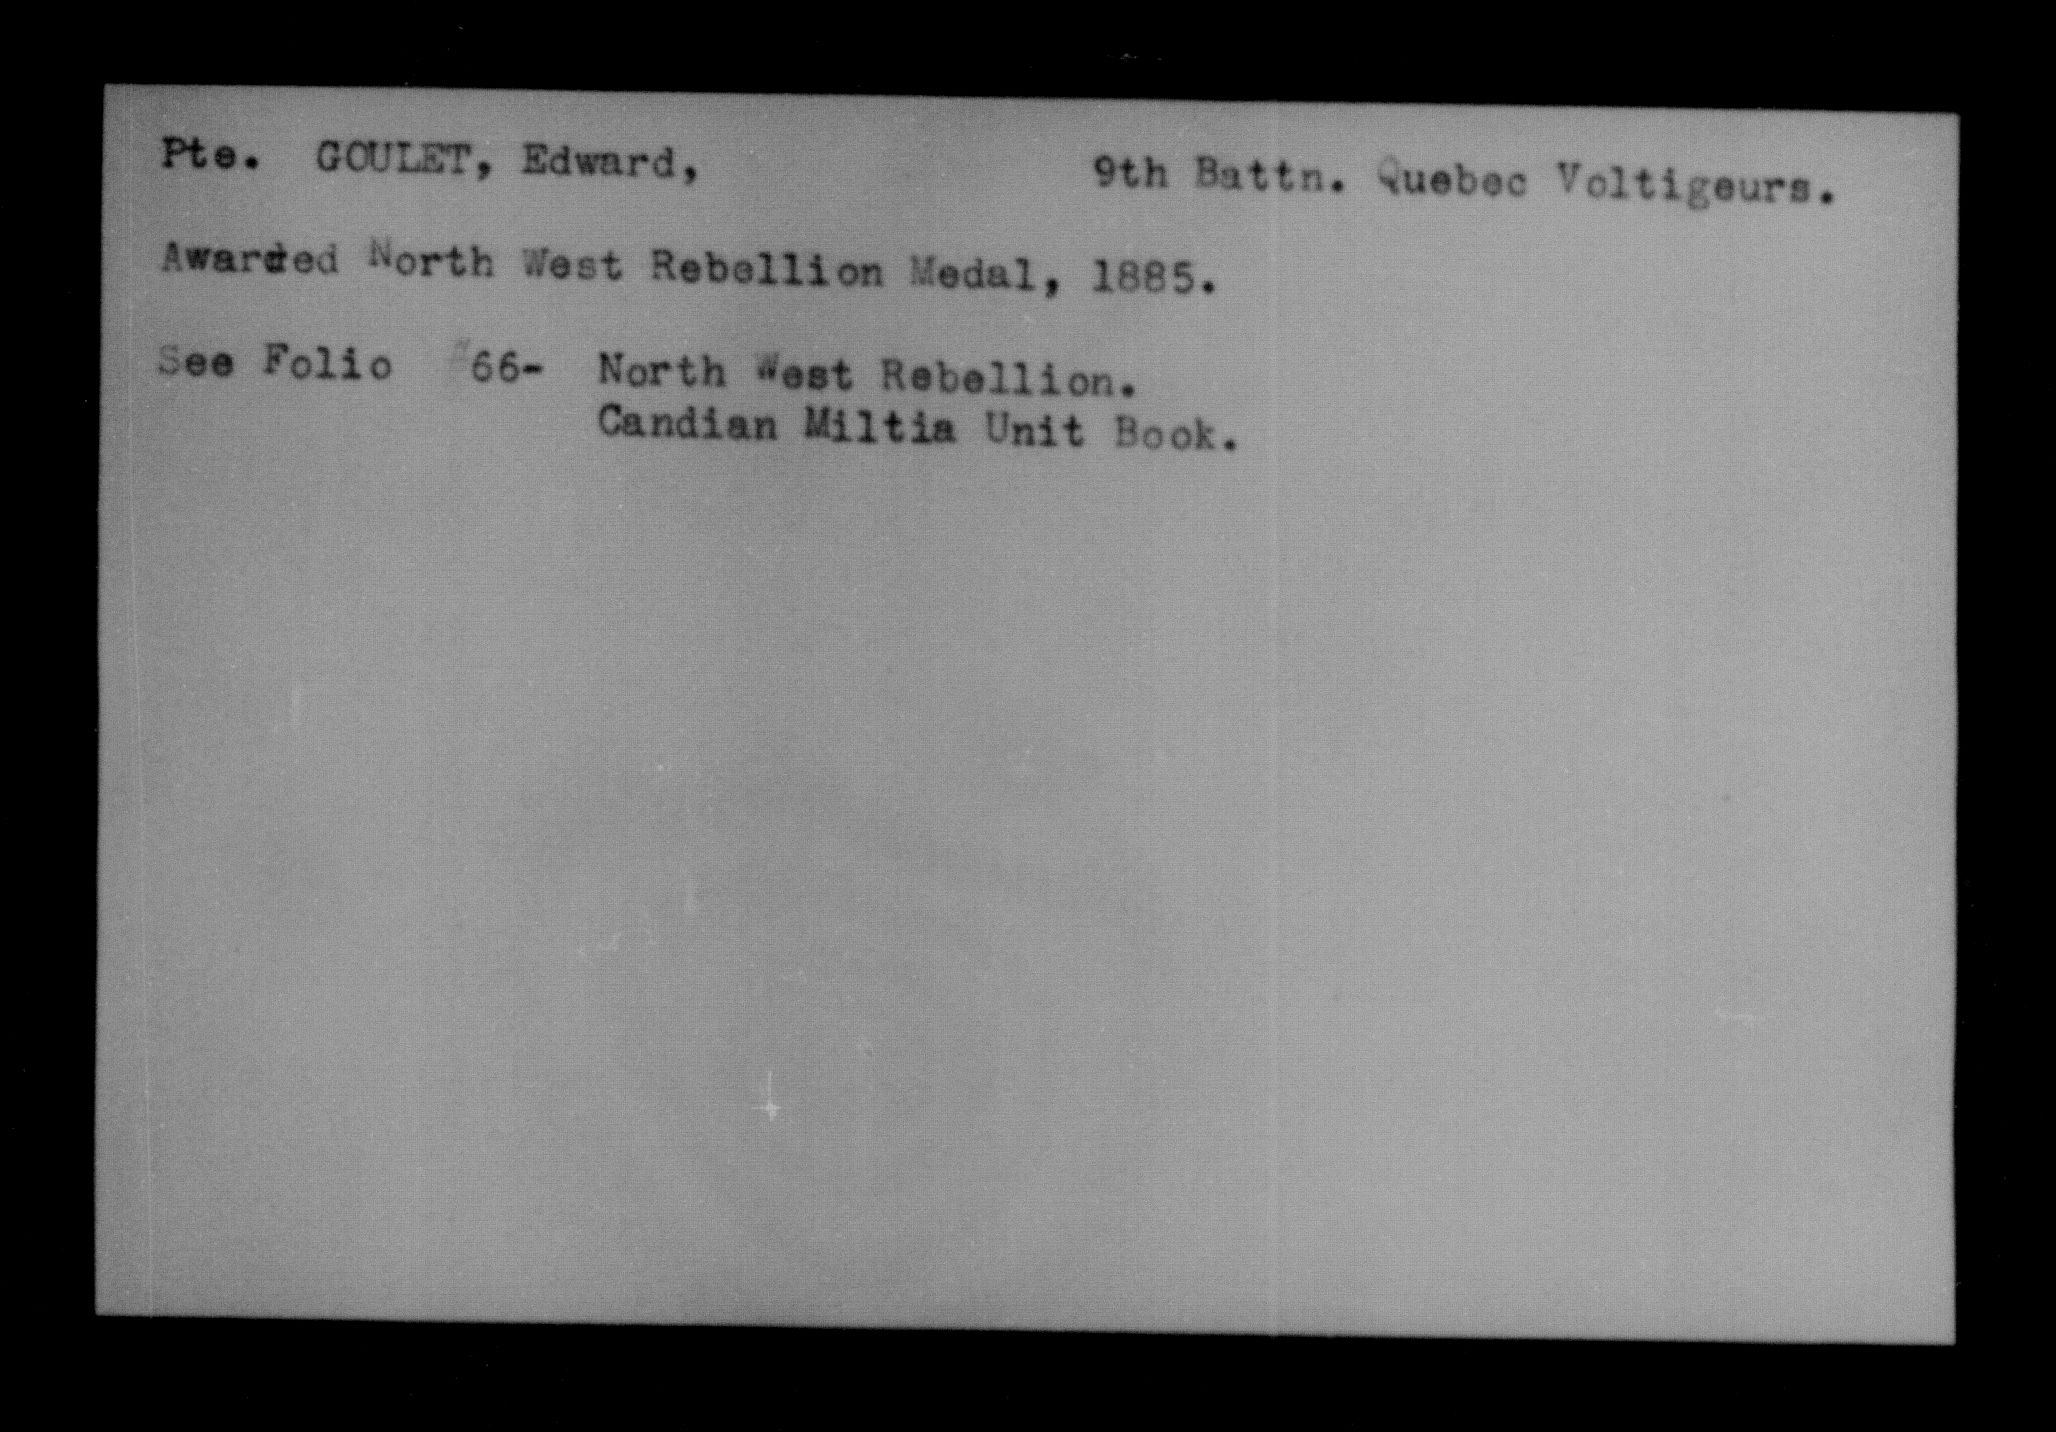 Pte. GOULET, Edward, 9th Battn. Quebec Voltigeurs.
Awarded North West Rebellion Medal, 1885.
See Folio #66- North West Rebellion.
Candian Miltia Unit Book.